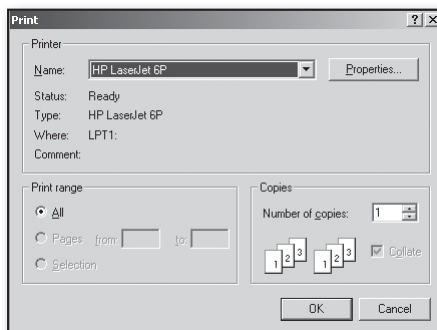 Print
Printer
Name: HP LaserJet 6P Properties...
Status: Ready
Type: HP LaserJet 6P
Where: LPT1:
Comment:
Print range Copies
All Number of copies: 1
Pages from: to:
1 2 3 1 2 3 Collate
Selection
OK Cancel